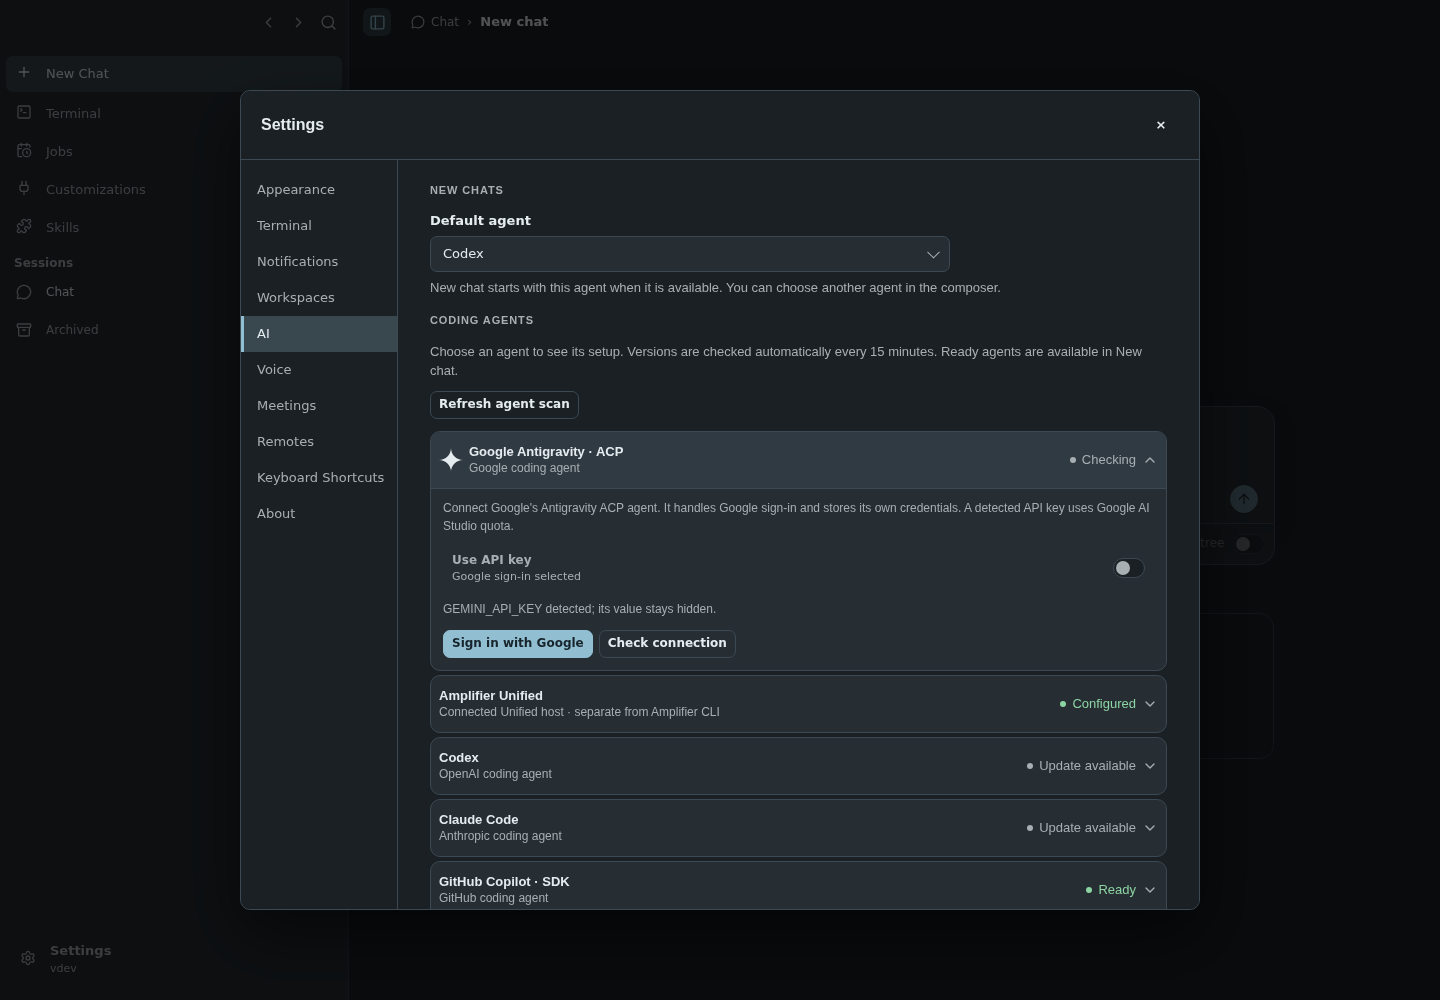 Chat › New chat
New Chat
Terminal
Jobs
Customizations
Skills
Sessions
Chat
Archived
Settings
vdev
Settings
×
Appearance
Terminal
Notifications
Workspaces
AI
Voice
Meetings
Remotes
Keyboard Shortcuts
About
NEW CHATS
Default agent
Codex
New chat starts with this agent when it is available. You can choose another agent in the composer.
CODING AGENTS
Choose an agent to see its setup. Versions are checked automatically every 15 minutes. Ready agents are available in New
chat.
Refresh agent scan
Google Antigravity · ACP
Google coding agent
Checking
Connect Google's Antigravity ACP agent. It handles Google sign-in and stores its own credentials. A detected API key uses Google AI
Studio quota.
Use API key
Google sign-in selected
GEMINI_API_KEY detected; its value stays hidden.
Sign in with Google
Check connection
Amplifier Unified
Connected Unified host · separate from Amplifier CLI
Configured
Codex
OpenAI coding agent
Update available
Claude Code
Anthropic coding agent
Update available
GitHub Copilot · SDK
GitHub coding agent
Ready
tree